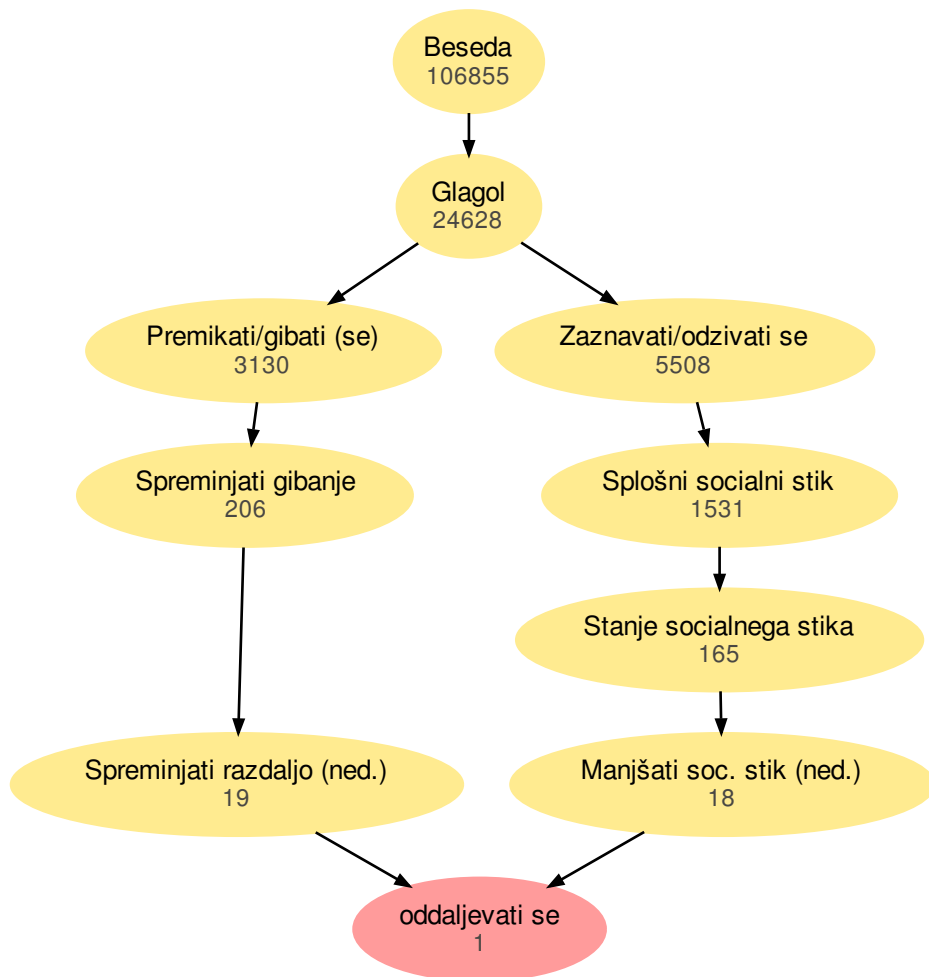 Beseda
106855
Glagol
24628
Premikati/gibati (se)
3130
Zaznavati/odzivati se
5508
Spreminjati gibanje
206
Splošni socialni stik
1531
Stanje socialnega stika
165
Spreminjati razdaljo (ned.)
19
Manjšati soc. stik (ned.)
18
oddaljevati se
1